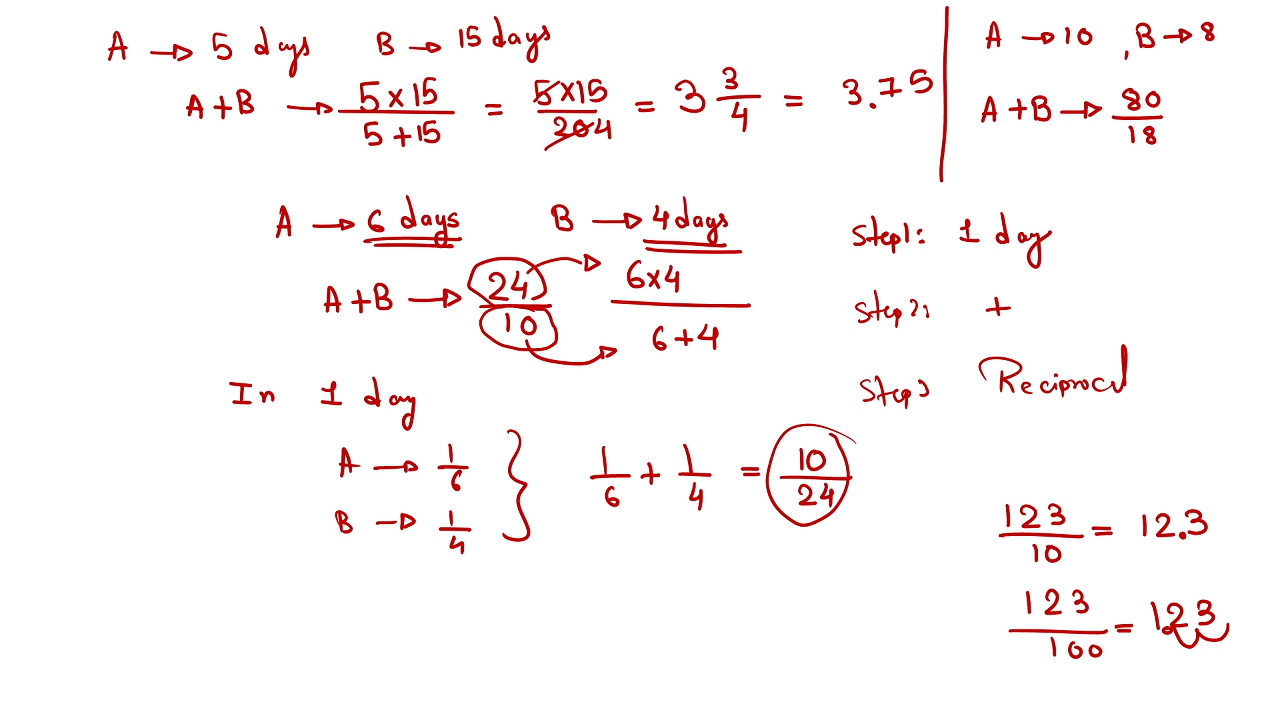 A → 5 days B → 15 days
A + B → 5 × 15 / 5 + 15 = 5 × 15 / 20 4 = 3 3/4 = 3.75
A → 10 , B → 8
A + B → 80 / 18
A → 6 days B → 4 days
A + B → 24 / 10 6 × 4 / 6 + 4
Step1: 1 day
Step2: +
Step3 Reciprocal
In 1 day
A → 1/6
B → 1/4
1/6 + 1/4 = 10/24
123 / 10 = 12.3
123 / 100 = 1.23